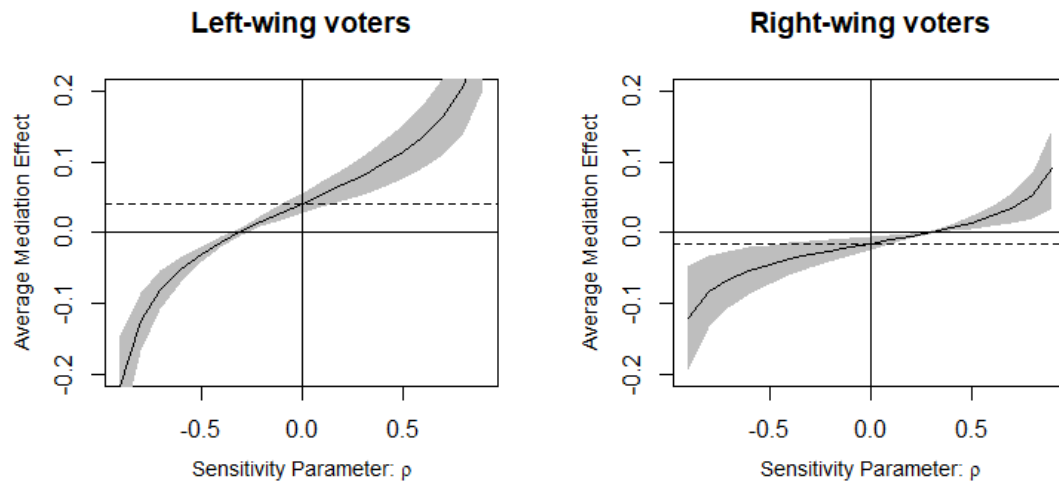 Left-wing voters
Average Mediation Effect
0.2
0.1
0.0
-0.1
-0.2
-0.5 0.0 0.5
Sensitivity Parameter: ρ
Right-wing voters
Average Mediation Effect
0.2
0.1
0.0
-0.1
-0.2
-0.5 0.0 0.5
Sensitivity Parameter: ρ